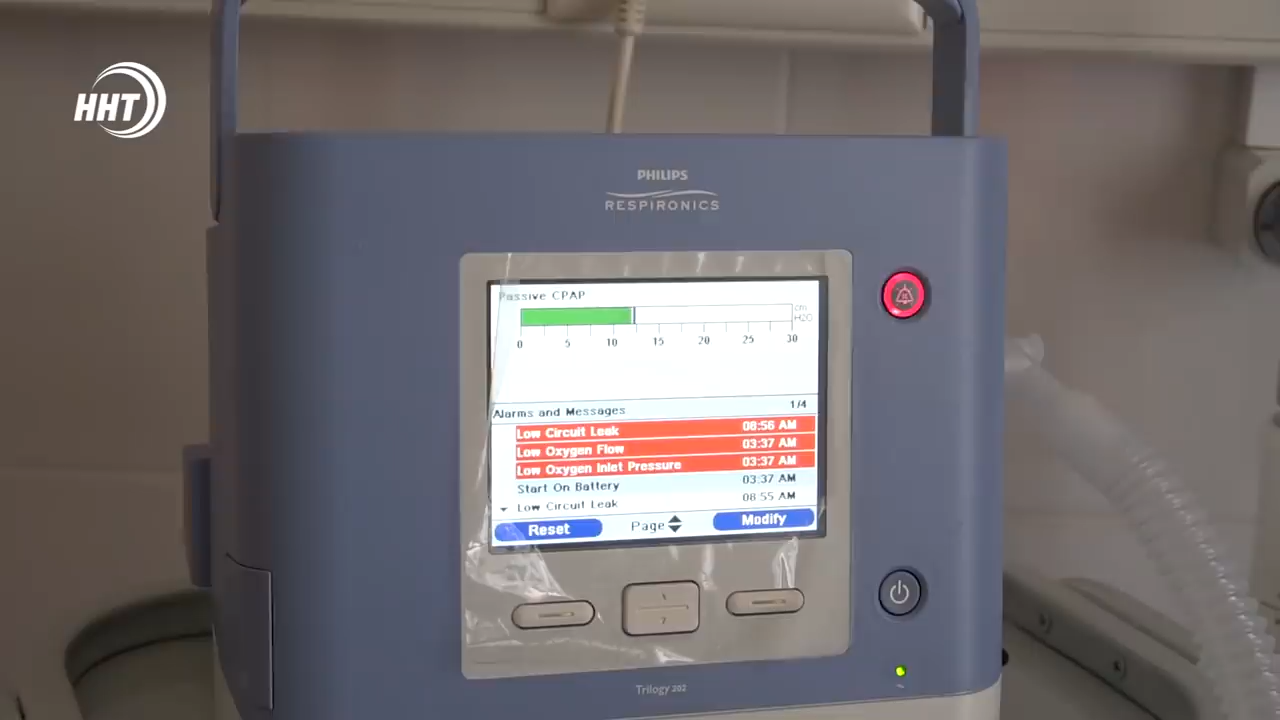 ННТ
PHILIPS
RESPIRONICS
Passive CPAP
cm
H2O
0 5 10 15 20 25 30
Alarms and Messages 1/4
Low Circuit Leak 08:56 AM
Low Oxygen Flow 03:37 AM
Low Oxygen Inlet Pressure 03:37 AM
Start On Battery 03:37 AM
Low Circuit Leak 08:55 AM
Reset Page Modify
Trilogy 202